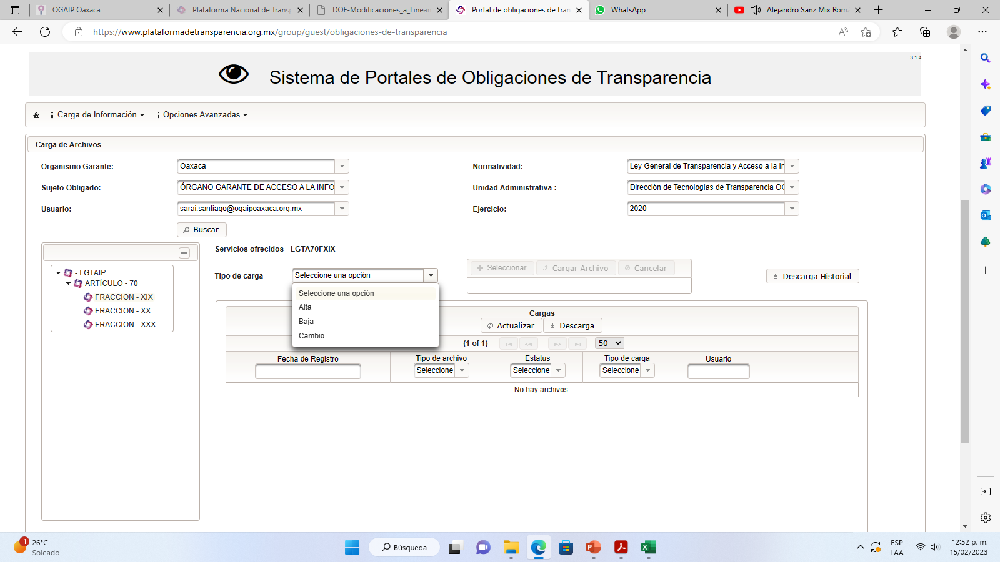 OGAIP Oaxaca
Plataforma Nacional de Transp
DOF-Modificaciones_a_Lineam
Portal de obligaciones de tran
WhatsApp
Alejandro Sanz Mix Roma
https://www.plataformadetransparencia.org.mx/group/guest/obligaciones-de-transparencia
3.1.4
Sistema de Portales de Obligaciones de Transparencia
Carga de Información
Opciones Avanzadas
Carga de Archivos
Organismo Garante:
Oaxaca
Normatividad:
Ley General de Transparencia y Acceso a la In
Sujeto Obligado:
ÓRGANO GARANTE DE ACCESO A LA INFO
Unidad Administrativa :
Dirección de Tecnologías de Transparencia OG
Usuario:
sarai.santiago@ogaipoaxaca.org.mx
Ejercicio:
2020
Buscar
- LGTAIP
ARTÍCULO - 70
FRACCION - XIX
FRACCION - XX
FRACCION - XXX
Servicios ofrecidos - LGTA70FXIX
Tipo de carga
Seleccione una opción
Seleccione una opción
Alta
Baja
Cambio
Seleccionar
Cargar Archivo
Cancelar
Descarga Historial
Cargas
Actualizar
Descarga
(1 of 1)
50
Fecha de Registro
Tipo de archivo
Seleccione
Estatus
Seleccione
Tipo de carga
Seleccione
Usuario
No hay archivos.
1
26°C
Soleado
Búsqueda
ESP
LAA
12:52 p. m.
15/02/2023